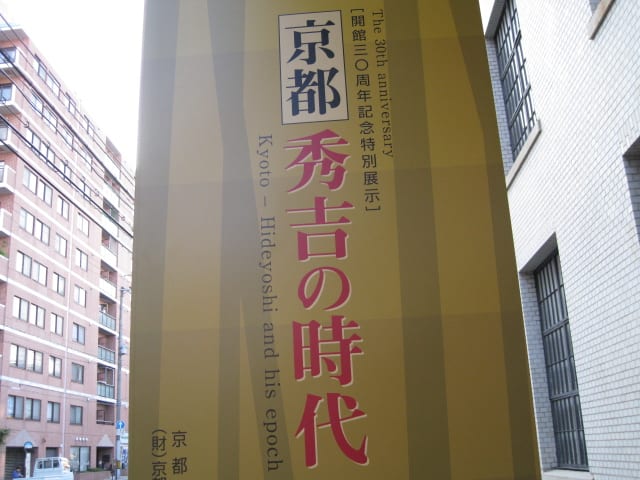 The 30th anniversary
[開館三〇周年記念特別展示]
京都
秀吉の時代
Kyoto – Hideyoshi and his epoch
京都
(財)京都